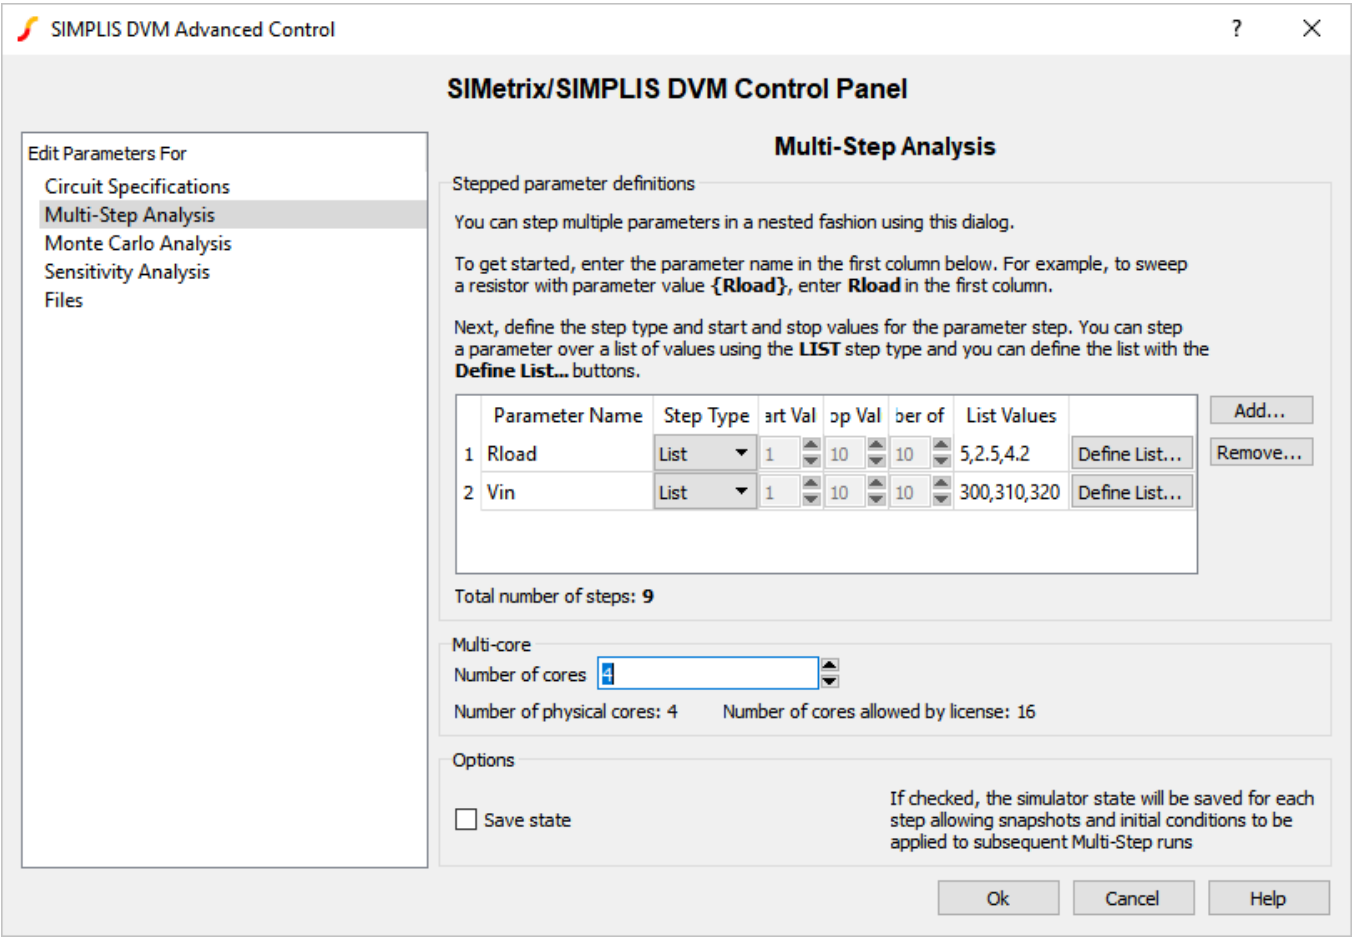 SIMPLIS DVM Advanced Control
?
SIMetrix/SIMPLIS DVM Control Panel
Edit Parameters For
Circuit Specifications
Multi-Step Analysis
Monte Carlo Analysis
Sensitivity Analysis
Files
Multi-Step Analysis
Stepped parameter definitions
You can step multiple parameters in a nested fashion using this dialog.
To get started, enter the parameter name in the first column below. For example, to sweep
a resistor with parameter value {Rload}, enter Rload in the first column.
Next, define the step type and start and stop values for the parameter step. You can step
a parameter over a list of values using the LIST step type and you can define the list with the
Define List... buttons.
Parameter Name Step Type art Val op Val ber of List Values
1 Rload List 1 10 10 5,2.5,4.2 Define List...
2 Vin List 1 10 10 300,310,320 Define List...
Add...
Remove...
Total number of steps: 9
Multi-core
Number of cores 4
Number of physical cores: 4 Number of cores allowed by license: 16
Options
Save state
If checked, the simulator state will be saved for each
step allowing snapshots and initial conditions to be
applied to subsequent Multi-Step runs
Ok Cancel Help